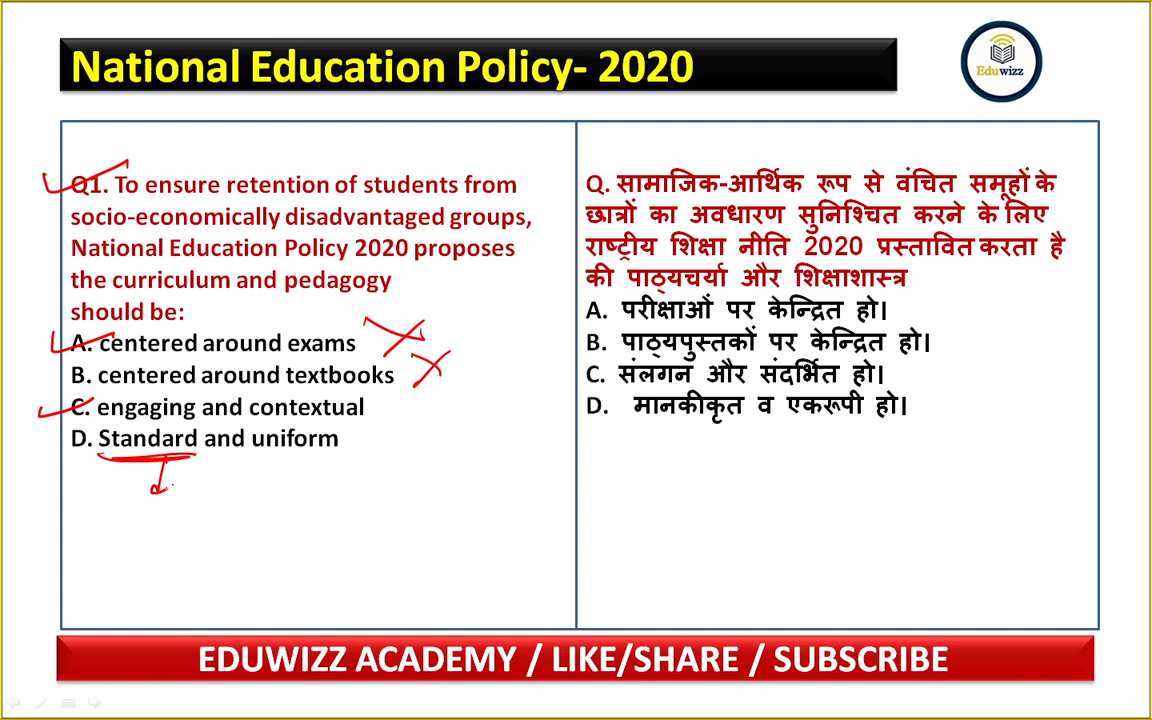 National Education Policy- 2020
Eduwizz
Q1. To ensure retention of students from
socio-economically disadvantaged groups,
National Education Policy 2020 proposes
the curriculum and pedagogy
should be:
A. centered around exams
B. centered around textbooks
C. engaging and contextual
D. Standard and uniform
Q. सामाजिक-आर्थिक रूप से वंचित समूहों के
छात्रों का अवधारण सुनिश्चित करने के लिए
राष्ट्रीय शिक्षा नीति 2020 प्रस्तावित करता है
की पाठ्यचर्या और शिक्षाशास्त्र
A. परीक्षाओं पर केन्द्रित हो।
B. पाठ्यपुस्तकों पर केन्द्रित हो।
C. संलगन और संदर्भित हो।
D. मानकीकृत व एकरूपी हो।
EDUWIZZ ACADEMY / LIKE/SHARE / SUBSCRIBE